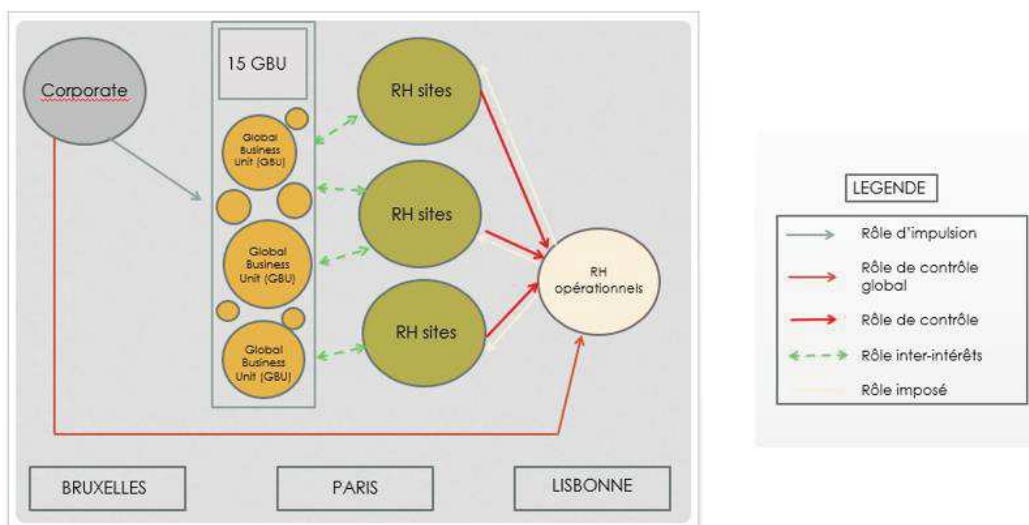 Corporate
15 GBU
Global
Business
Unit (GBU)
Global
Business
Unit (GBU)
Global
Business
Unit (GBU)
RH sites
RH sites
RH sites
RH
opérationnels
BRUXELLES
PARIS
LISBONNE
LEGENDE
Rôle d'impulsion
Rôle de contrôle
global
Rôle de contrôle
Rôle inter-intérêts
Rôle imposé